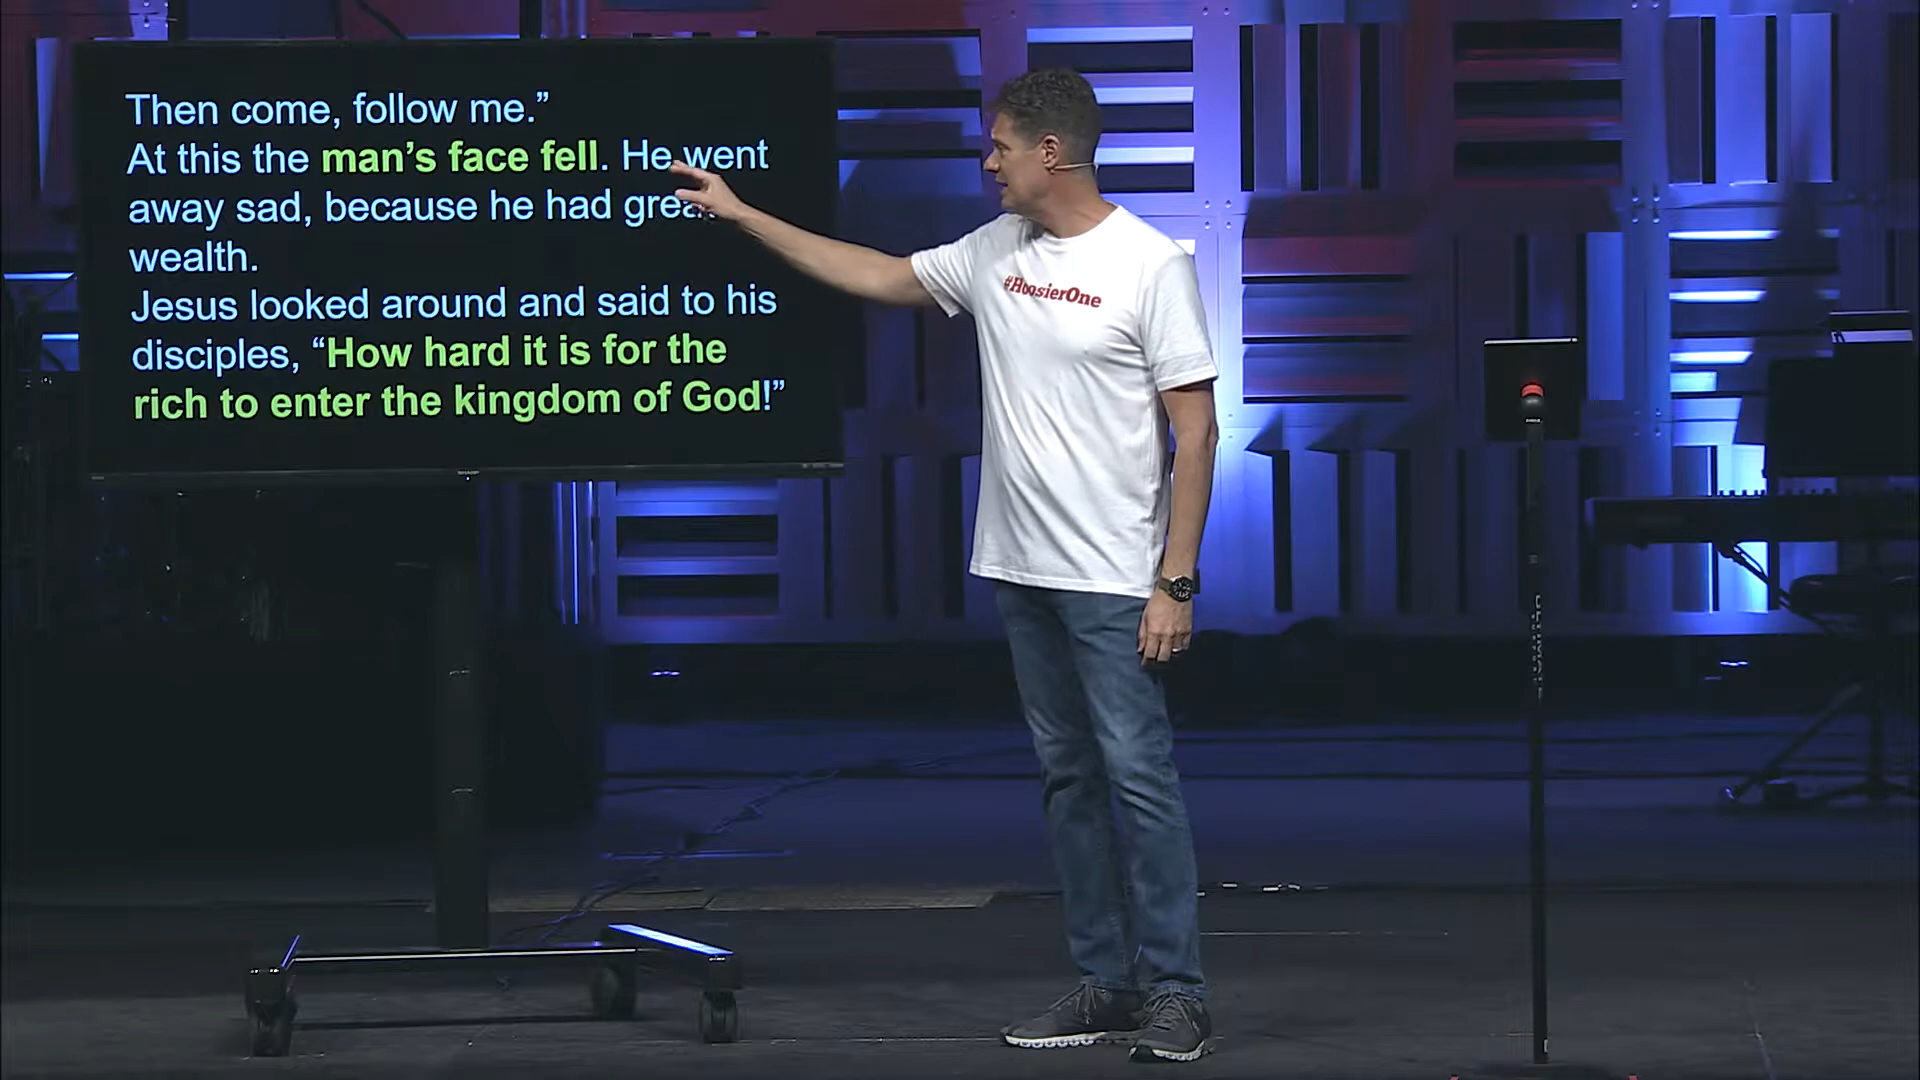 Then come, follow me.”
At this the man’s face fell. He went
away sad, because he had great
wealth.
Jesus looked around and said to his
disciples, “How hard it is for the
rich to enter the kingdom of God!”
#HoosierOne